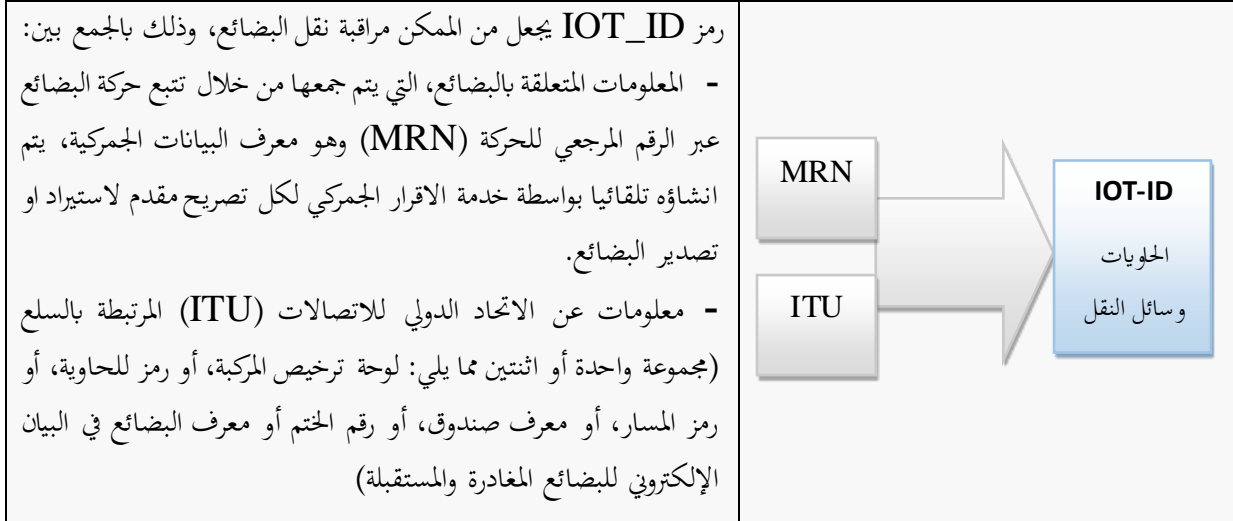 رمز IOT_ID يجعل من الممكن مراقبة نقل البضائع، وذلك بالجمع بين:
- المعلومات المتعلقة بالبضائع، التي يتم جمعها من خلال تتبع حركة البضائع
عبر الرقم المرجعي للحركة (MRN) وهو معرف البيانات الجمركية، يتم
انشاؤه تلقائيا بواسطة خدمة الاقرار الجمركي لكل تصريح مقدم لاستيراد او
تصدير البضائع.
- معلومات عن الاتحاد الدولي للاتصالات (ITU) المرتبطة بالسلع
(مجموعة واحدة أو اثنتين مما يلي: لوحة ترخيص المركبة، أو رمز للحاوية، أو
رمز المسار، أو معرف صندوق، أو رقم الختم أو معرف البضائع في البيان
الإلكتروني للبضائع المغادرة والمستقبلة)
MRN
ITU
IOT-ID
الحاويات
وسائل النقل